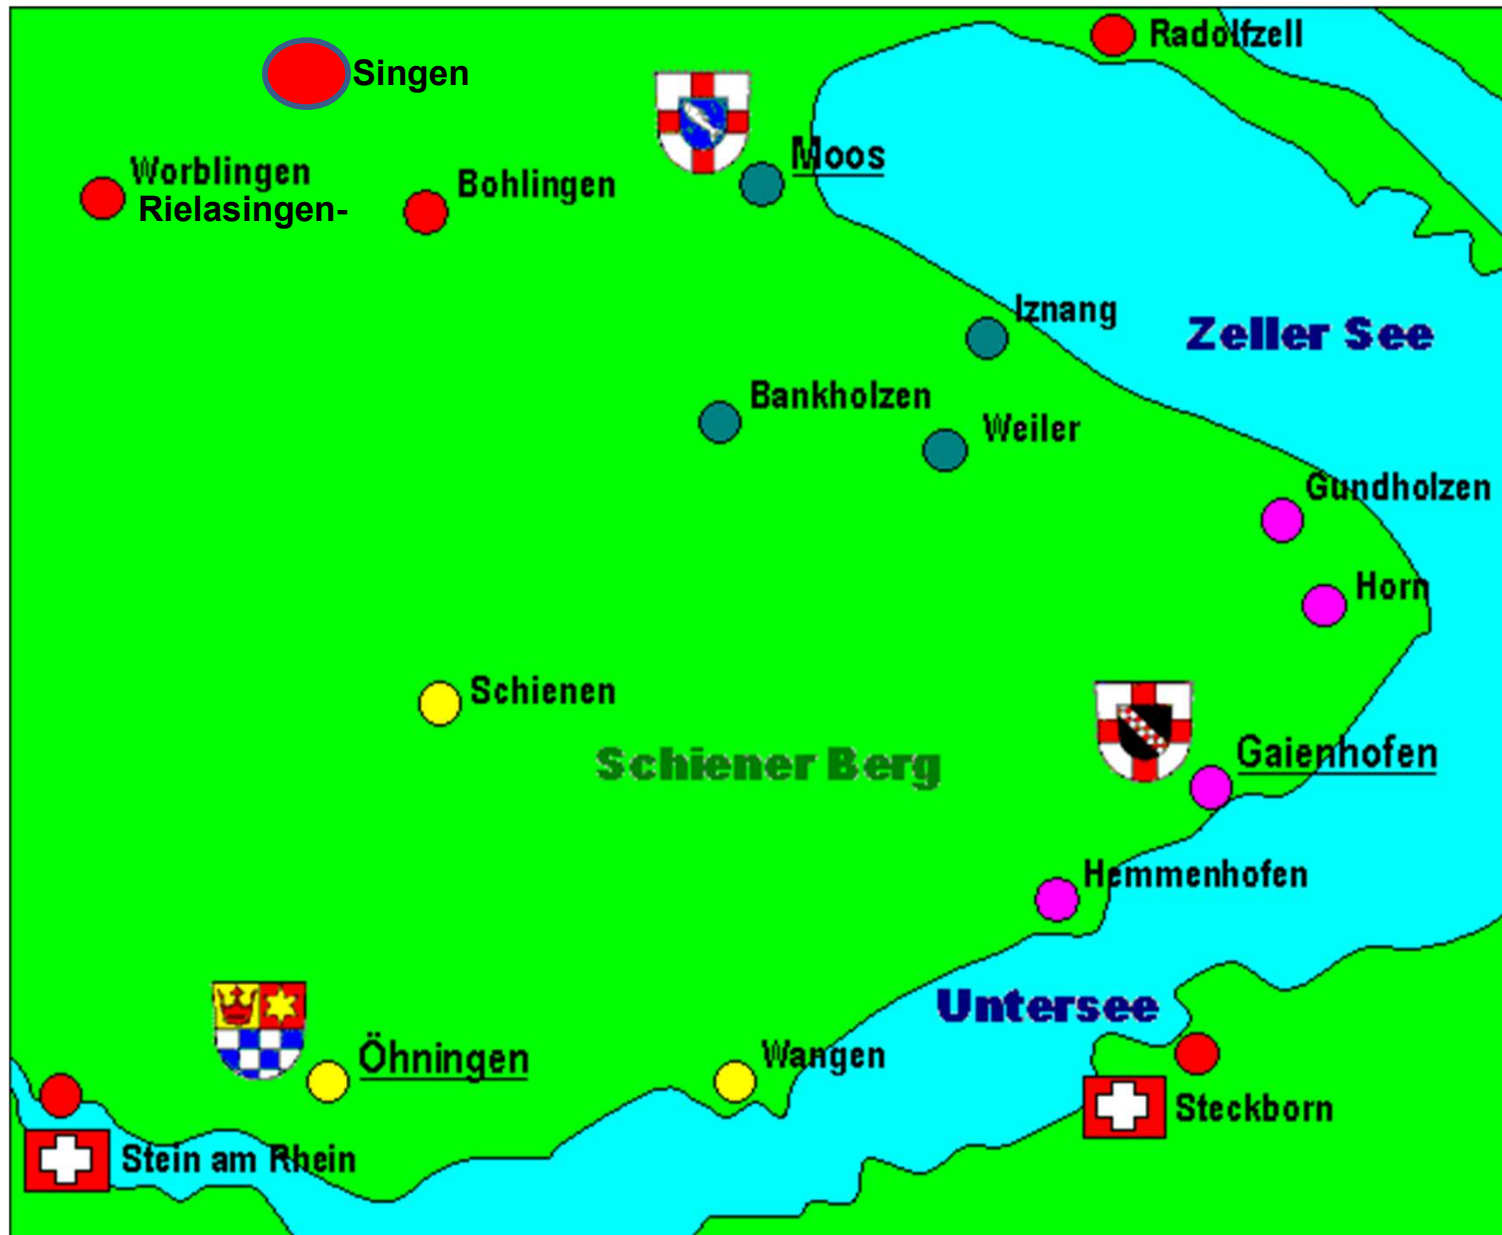 Radolfzell
Singen
Moos
Worblingen
Rielasingen-
Bohlingen
Iznang
Zeller See
Bankholzen
Weiler
Gundholzen
Horn
Schienen
Schiener Berg
Gaienhofen
Hemmenhofen
Untersee
Öhningen
Wangen
Steckborn
Stein am Rhein